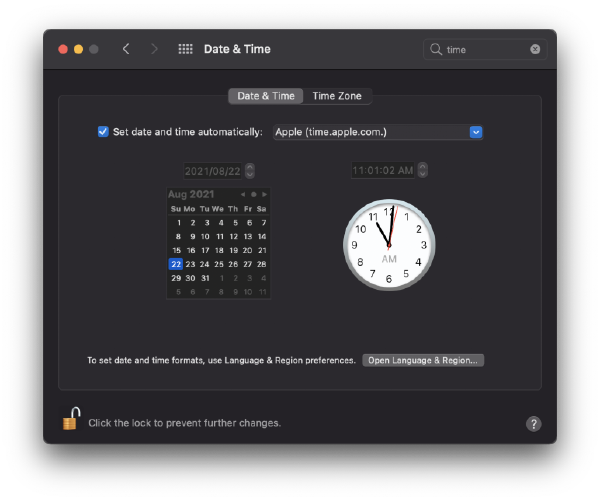 Date & Time
time
Date & Time
Time Zone
Set date and time automatically:
Apple (time.apple.com.)
2021/08/22
11:01:02 AM
Aug 2021
Su Mo Tu We Th Fr Sa
1 2 3 4 5 6 7
8 9 10 11 12 13 14
15 16 17 18 19 20 21
22 23 24 25 26 27 28
29 30 31 1 2 3 4
5 6 7 8 9 10 11
12
1
2
3
4
5
6
7
8
9
10
11
AM
To set date and time formats, use Language & Region preferences.
Open Language & Region...
Click the lock to prevent further changes.
?